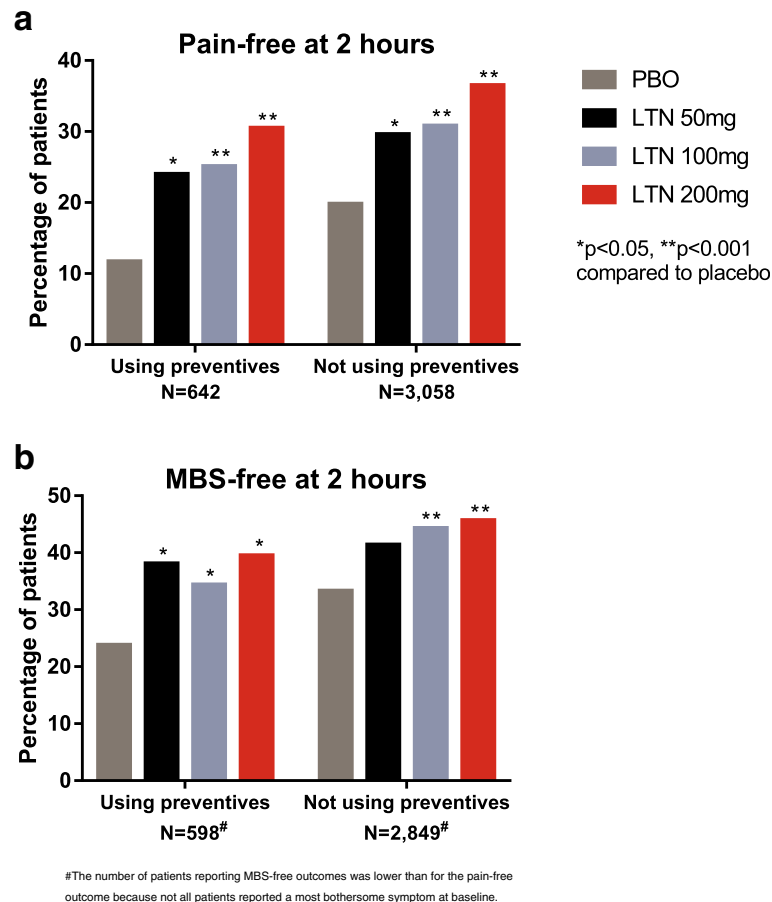 a
Pain-free at 2 hours
Percentage of patients
40
30
20
10
0
*
**
**
*
**
**
Using preventives
N=642
Not using preventives
N=3,058
PBO
LTN 50mg
LTN 100mg
LTN 200mg
*p<0.05, **p<0.001
compared to placebo
b
MBS-free at 2 hours
Percentage of patients
50
40
30
20
10
0
*
*
*
**
**
Using preventives
N=598#
Not using preventives
N=2,849#
#The number of patients reporting MBS-free outcomes was lower than for the pain-free
outcome because not all patients reported a most bothersome symptom at baseline.